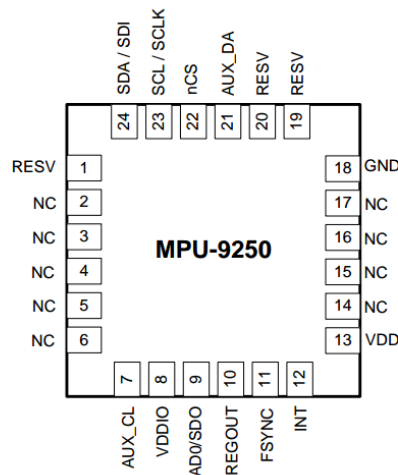 SDA / SDI
SCL / SCLK
nCS
AUX_DA
RESV
RESV
24
23
22
21
20
19
RESV 1
18 GND
NC 2
17 NC
NC 3
16 NC
MPU-9250
NC 4
15 NC
NC 5
14 NC
NC 6
13 VDD
7
8
9
10
11
12
AUX_CL
VDDIO
AD0/SDO
REGOUT
FSYNC
INT